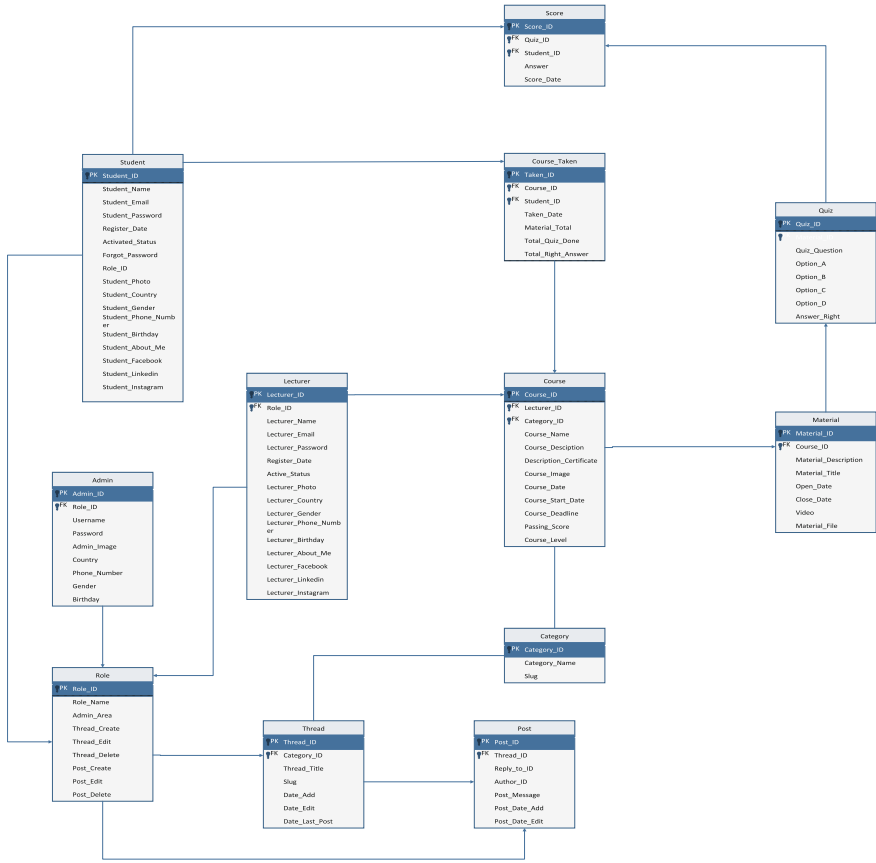 Score
PK Score_ID
FK Quiz_ID
FK Student_ID
Answer
Score_Date
Student
PK Student_ID
Student_Name
Student_Email
Student_Password
Register_Date
Activated_Status
Forgot_Password
Role_ID
Student_Photo
Student_Country
Student_Gender
Student_Phone_Numb
er
Student_Birthday
Student_About_Me
Student_Facebook
Student_Linkedin
Student_Instagram
Course_Taken
PK Taken_ID
FK Course_ID
FK Student_ID
Taken_Date
Material_Total
Total_Quiz_Done
Total_Right_Answer
Quiz
PK Quiz_ID
Quiz_Question
Option_A
Option_B
Option_C
Option_D
Answer_Right
Lecturer
PK Lecturer_ID
FK Role_ID
Lecturer_Name
Lecturer_Email
Lecturer_Password
Register_Date
Active_Status
Lecturer_Photo
Lecturer_Country
Lecturer_Gender
Lecturer_Phone_Numb
er
Lecturer_Birthday
Lecturer_About_Me
Lecturer_Facebook
Lecturer_Linkedin
Lecturer_Instagram
Course
PK Course_ID
FK Lecturer_ID
FK Category_ID
Course_Name
Course_Desciption
Description_Certificate
Course_Image
Course_Date
Course_Start_Date
Course_Deadline
Passing_Score
Course_Level
Material
PK Material_ID
FK Course_ID
Material_Description
Material_Title
Open_Date
Close_Date
Video
Material_File
Admin
PK Admin_ID
FK Role_ID
Username
Password
Admin_Image
Country
Phone_Number
Gender
Birthday
Category
PK Category_ID
Category_Name
Slug
Role
PK Role_ID
Role_Name
Admin_Area
Thread_Create
Thread_Edit
Thread_Delete
Post_Create
Post_Edit
Post_Delete
Thread
PK Thread_ID
FK Category_ID
Thread_Title
Slug
Date_Add
Date_Edit
Date_Last_Post
Post
PK Post_ID
FK Thread_ID
Reply_to_ID
Author_ID
Post_Message
Post_Date_Add
Post_Date_Edit